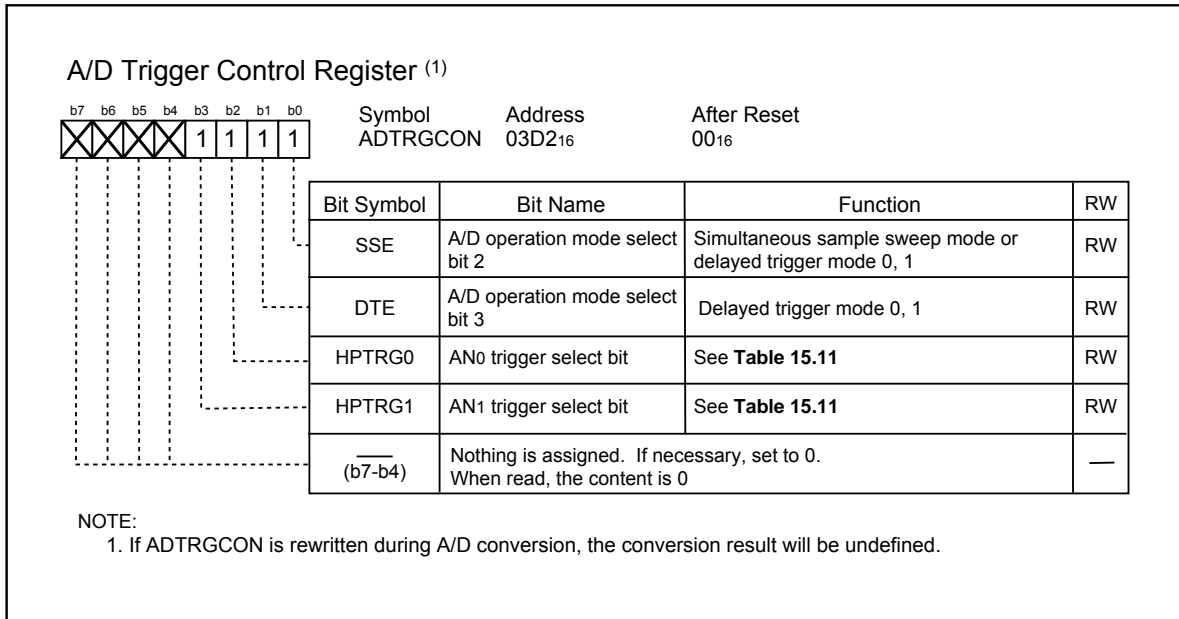 A/D Trigger Control Register (1)
b7 b6 b5 b4 b3 b2 b1 b0
1 1 1 1
Symbol Address After Reset
ADTRGCON 03D216 0016
Bit Symbol Bit Name Function RW
SSE A/D operation mode select bit 2 Simultaneous sample sweep mode or delayed trigger mode 0, 1 RW
DTE A/D operation mode select bit 3 Delayed trigger mode 0, 1 RW
HPTRG0 AN0 trigger select bit See Table 15.11 RW
HPTRG1 AN1 trigger select bit See Table 15.11 RW
(b7-b4) Nothing is assigned. If necessary, set to 0.
When read, the content is 0 —
NOTE:
1. If ADTRGCON is rewritten during A/D conversion, the conversion result will be undefined.